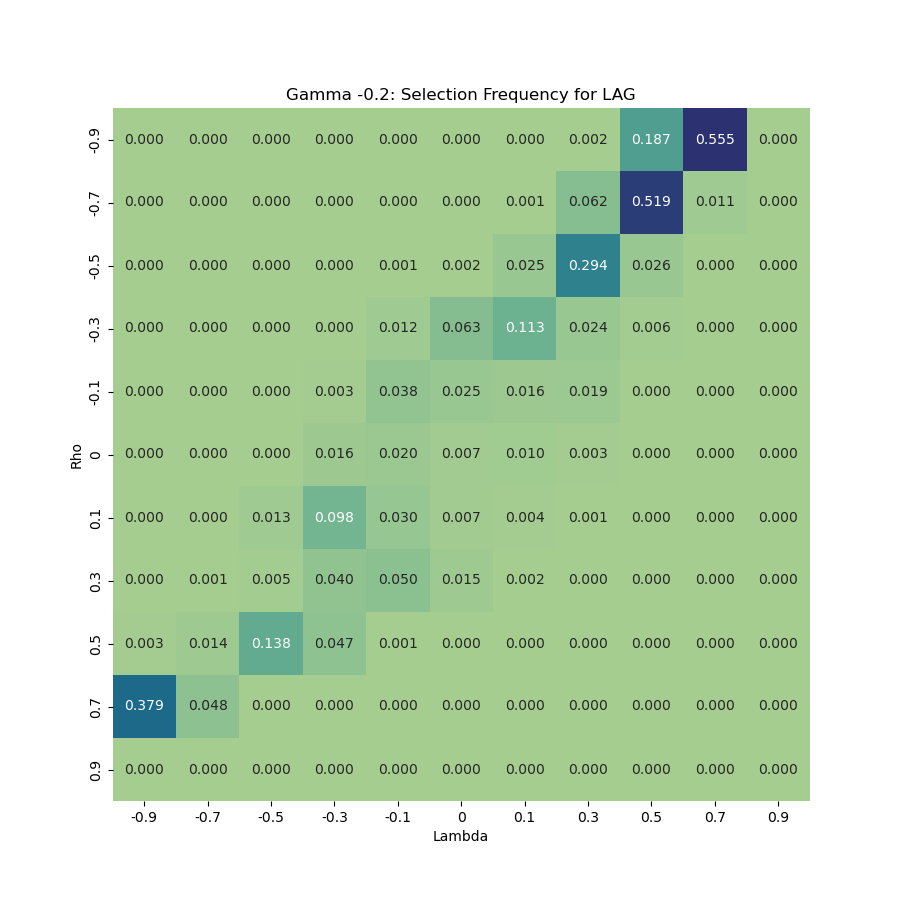 Gamma -0.2: Selection Frequency for LAG
-0.9 0.000 0.000 0.000 0.000 0.000 0.000 0.000 0.002 0.187 0.555 0.000
-0.7 0.000 0.000 0.000 0.000 0.000 0.000 0.001 0.062 0.519 0.011 0.000
-0.5 0.000 0.000 0.000 0.000 0.001 0.002 0.025 0.294 0.026 0.000 0.000
-0.3 0.000 0.000 0.000 0.000 0.012 0.063 0.113 0.024 0.006 0.000 0.000
-0.1 0.000 0.000 0.000 0.003 0.038 0.025 0.016 0.019 0.000 0.000 0.000
Rho
0 0.000 0.000 0.000 0.016 0.020 0.007 0.010 0.003 0.000 0.000 0.000
0.1 0.000 0.000 0.013 0.098 0.030 0.007 0.004 0.001 0.000 0.000 0.000
0.3 0.000 0.001 0.005 0.040 0.050 0.015 0.002 0.000 0.000 0.000 0.000
0.5 0.003 0.014 0.138 0.047 0.001 0.000 0.000 0.000 0.000 0.000 0.000
0.7 0.379 0.048 0.000 0.000 0.000 0.000 0.000 0.000 0.000 0.000 0.000
0.9 0.000 0.000 0.000 0.000 0.000 0.000 0.000 0.000 0.000 0.000 0.000
-0.9 -0.7 -0.5 -0.3 -0.1 0 0.1 0.3 0.5 0.7 0.9
Lambda